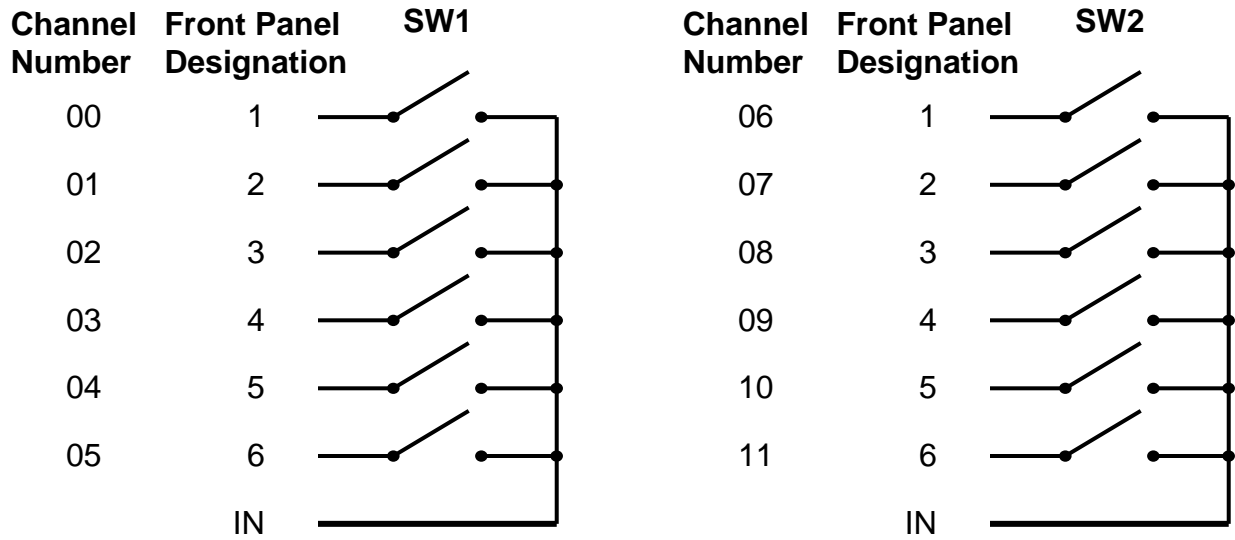 Channel Front Panel SW1
Number Designation
00 1
01 2
02 3
03 4
04 5
05 6
IN
Channel Front Panel SW2
Number Designation
06 1
07 2
08 3
09 4
10 5
11 6
IN